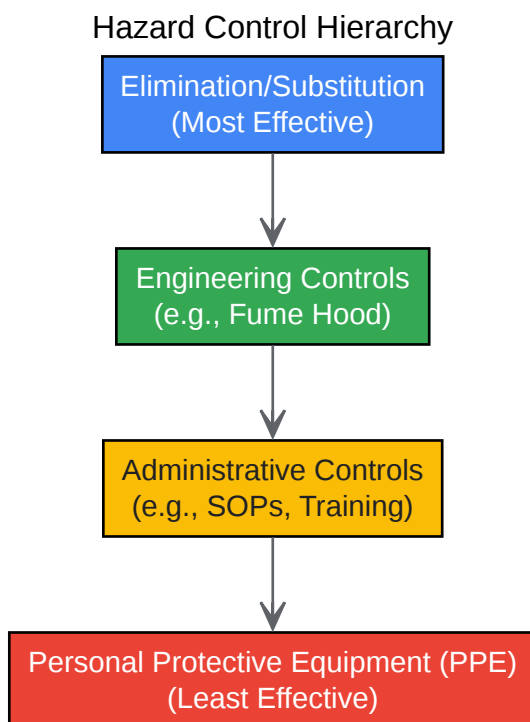 Hazard Control Hierarchy
Elimination/Substitution
(Most Effective)
Engineering Controls
(e.g., Fume Hood)
Administrative Controls
(e.g., SOPs, Training)
Personal Protective Equipment (PPE)
(Least Effective)